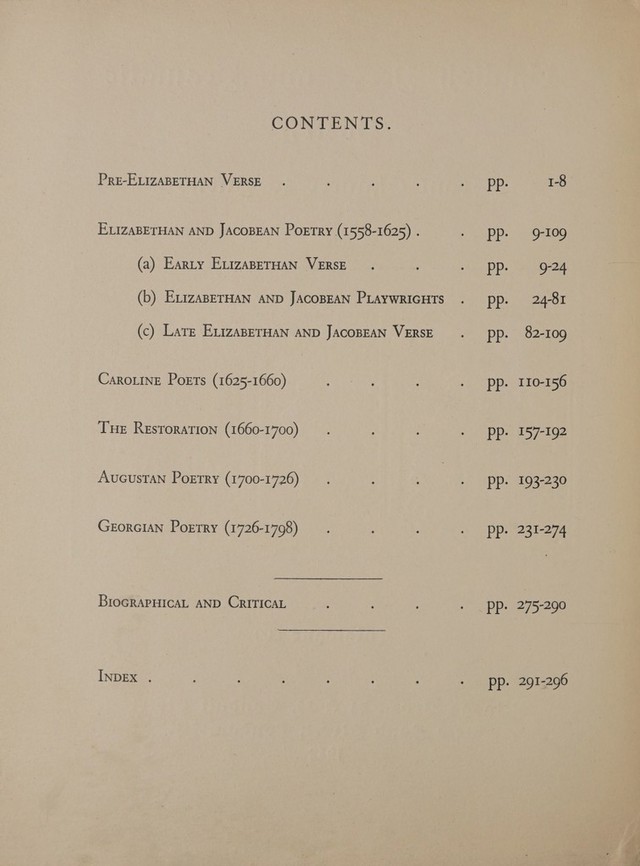 CONTENTS.
Pre-Elizabethan Verse . . . . . pp. 1-8
Elizabethan and Jacobean Poetry (1558-1625) . . pp. 9-109
(a) Early Elizabethan Verse . . . pp. 9-24
(b) Elizabethan and Jacobean Playwrights . pp. 24-81
(c) Late Elizabethan and Jacobean Verse . pp. 82-109
Caroline Poets (1625-1660) . . . . pp. 110-156
The Restoration (1660-1700) . . . . pp. 157-192
Augustan Poetry (1700-1726) . . . . pp. 193-230
Georgian Poetry (1726-1798) . . . . pp. 231-274
Biographical and Critical . . . . pp. 275-290
Index . . . . . . . . pp. 291-296